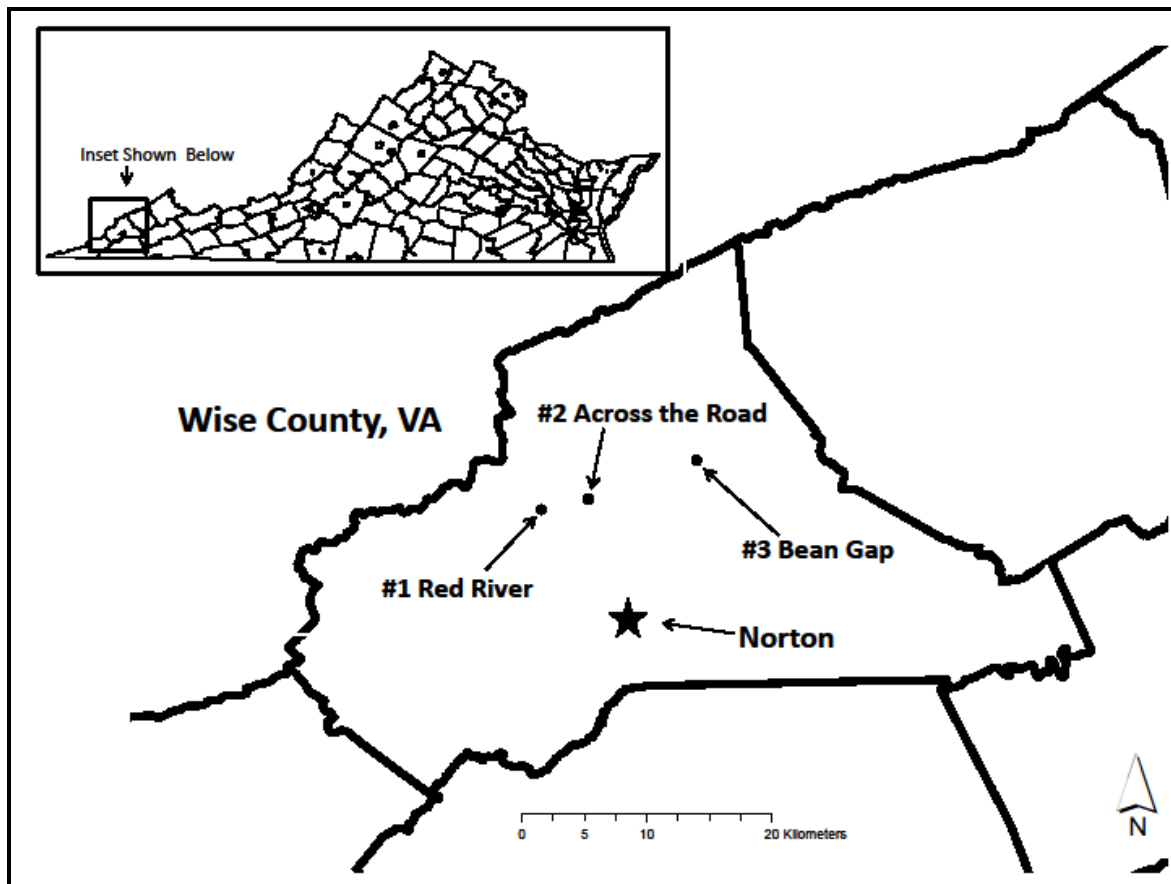 Inset Shown Below
Wise County, VA
#2 Across the Road
#3 Bean Gap
#1 Red River
Norton
0 5 10 20 Kilometers
N